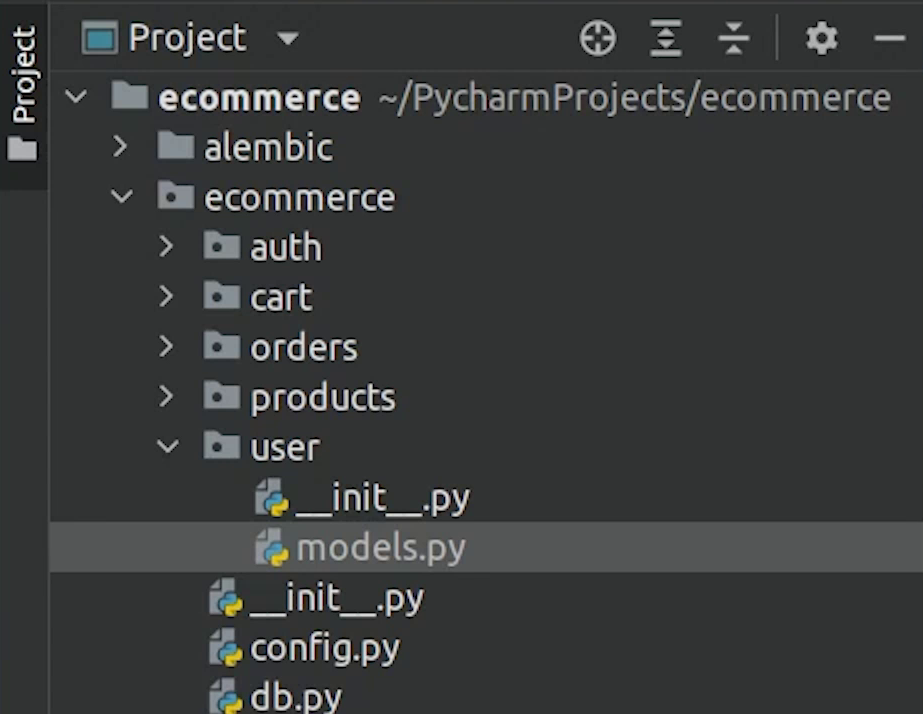 Project
Project
ecommerce ~/PycharmProjects/ecommerce
alembic
ecommerce
auth
cart
orders
products
user
__init__.py
models.py
__init__.py
config.py
db.py